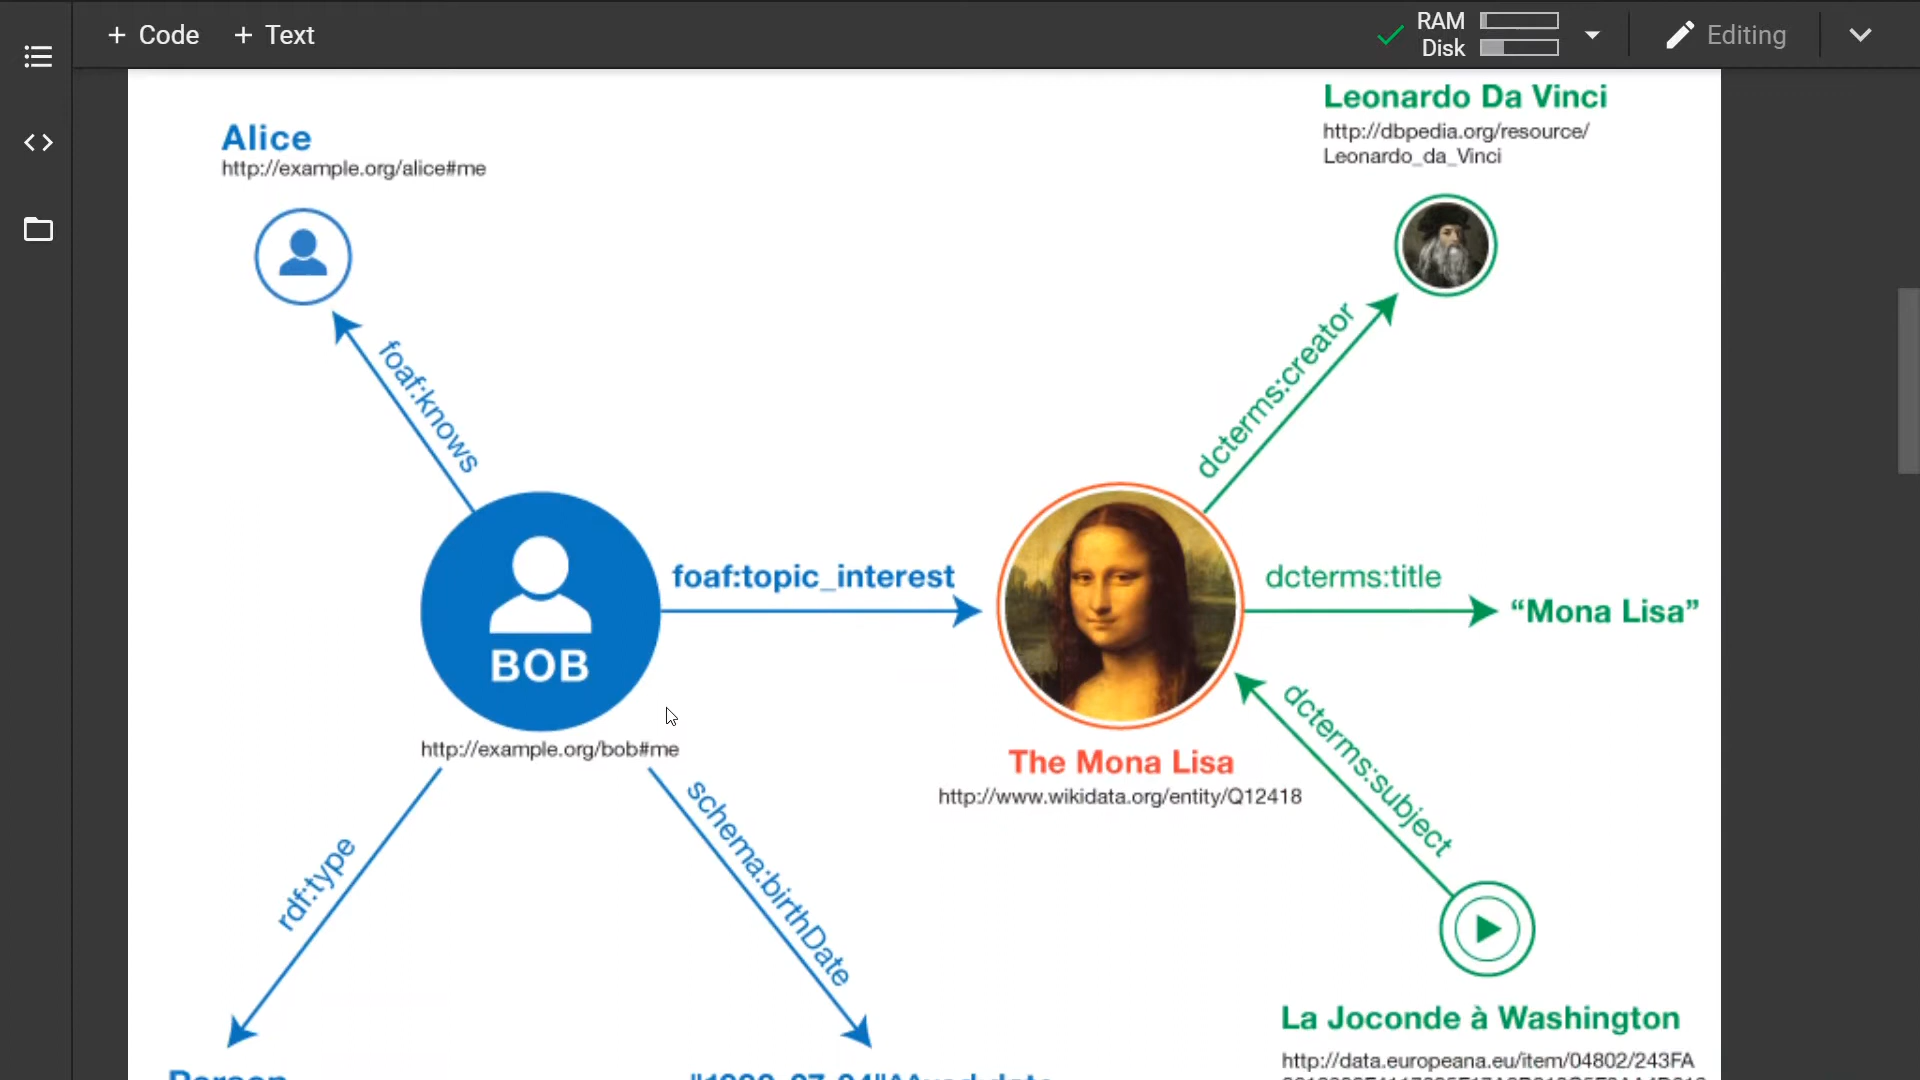 + Code + Text
RAM
Disk
Editing
Leonardo Da Vinci
http://dbpedia.org/resource/
Leonardo_da_Vinci
Alice
http://example.org/alice#me
foaf:knows
dcterms:creator
foaf:topic_interest
dcterms:title
"Mona Lisa"
BOB
http://example.org/bob#me
The Mona Lisa
http://www.wikidata.org/entity/Q12418
dcterms:subject
rdf:type
schema:birthDate
La Joconde à Washington
http://data.europeana.eu/item/04802/243FA
Person